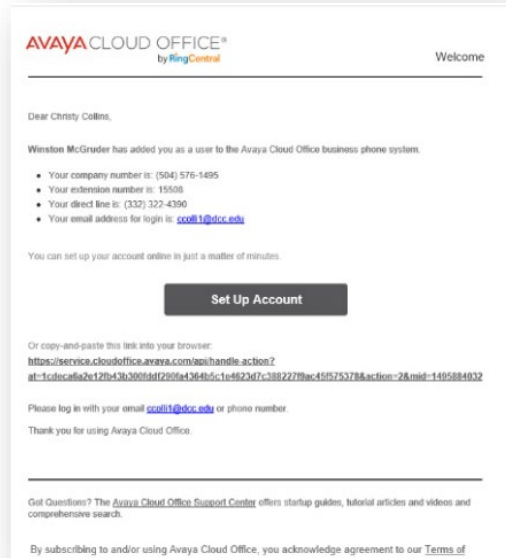 AVAYA CLOUD OFFICE®
by RingCentral
Welcome
Dear Christy Collins,
Winston McGruder has added you as a user to the Avaya Cloud Office business phone system.
• Your company number is: (504) 576-1495
• Your extension number is: 15508
• Your direct line is: (332) 322-4390
• Your email address for login is: ccolli1@dcc.edu
You can set up your account online in just a matter of minutes.
Set Up Account
Or copy-and-paste this link into your browser:
https://service.cloudoffice.avaya.com/api/handle-action?
at=1cdeca6a2e12fb43b300fddf290fa4364b5c1e4623d7c388227f9ac45f575378&action=2&mid=1495884032
Please log in with your email ccolli1@dcc.edu or phone number.
Thank you for using Avaya Cloud Office.
Got Questions? The Avaya Cloud Office Support Center offers startup guides, tutorial articles and videos and
comprehensive search.
By subscribing to and/or using Avaya Cloud Office, you acknowledge agreement to our Terms of